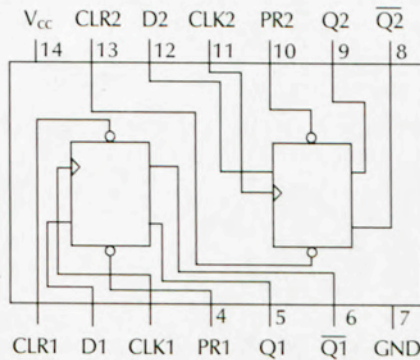 Vcc CLR2 D2 CLK2 PR2 Q2 Q̅2̅
14 13 12 11 10 9 8
4 5 6 7
CLR1 D1 CLK1 PR1 Q1 Q̅1̅ GND